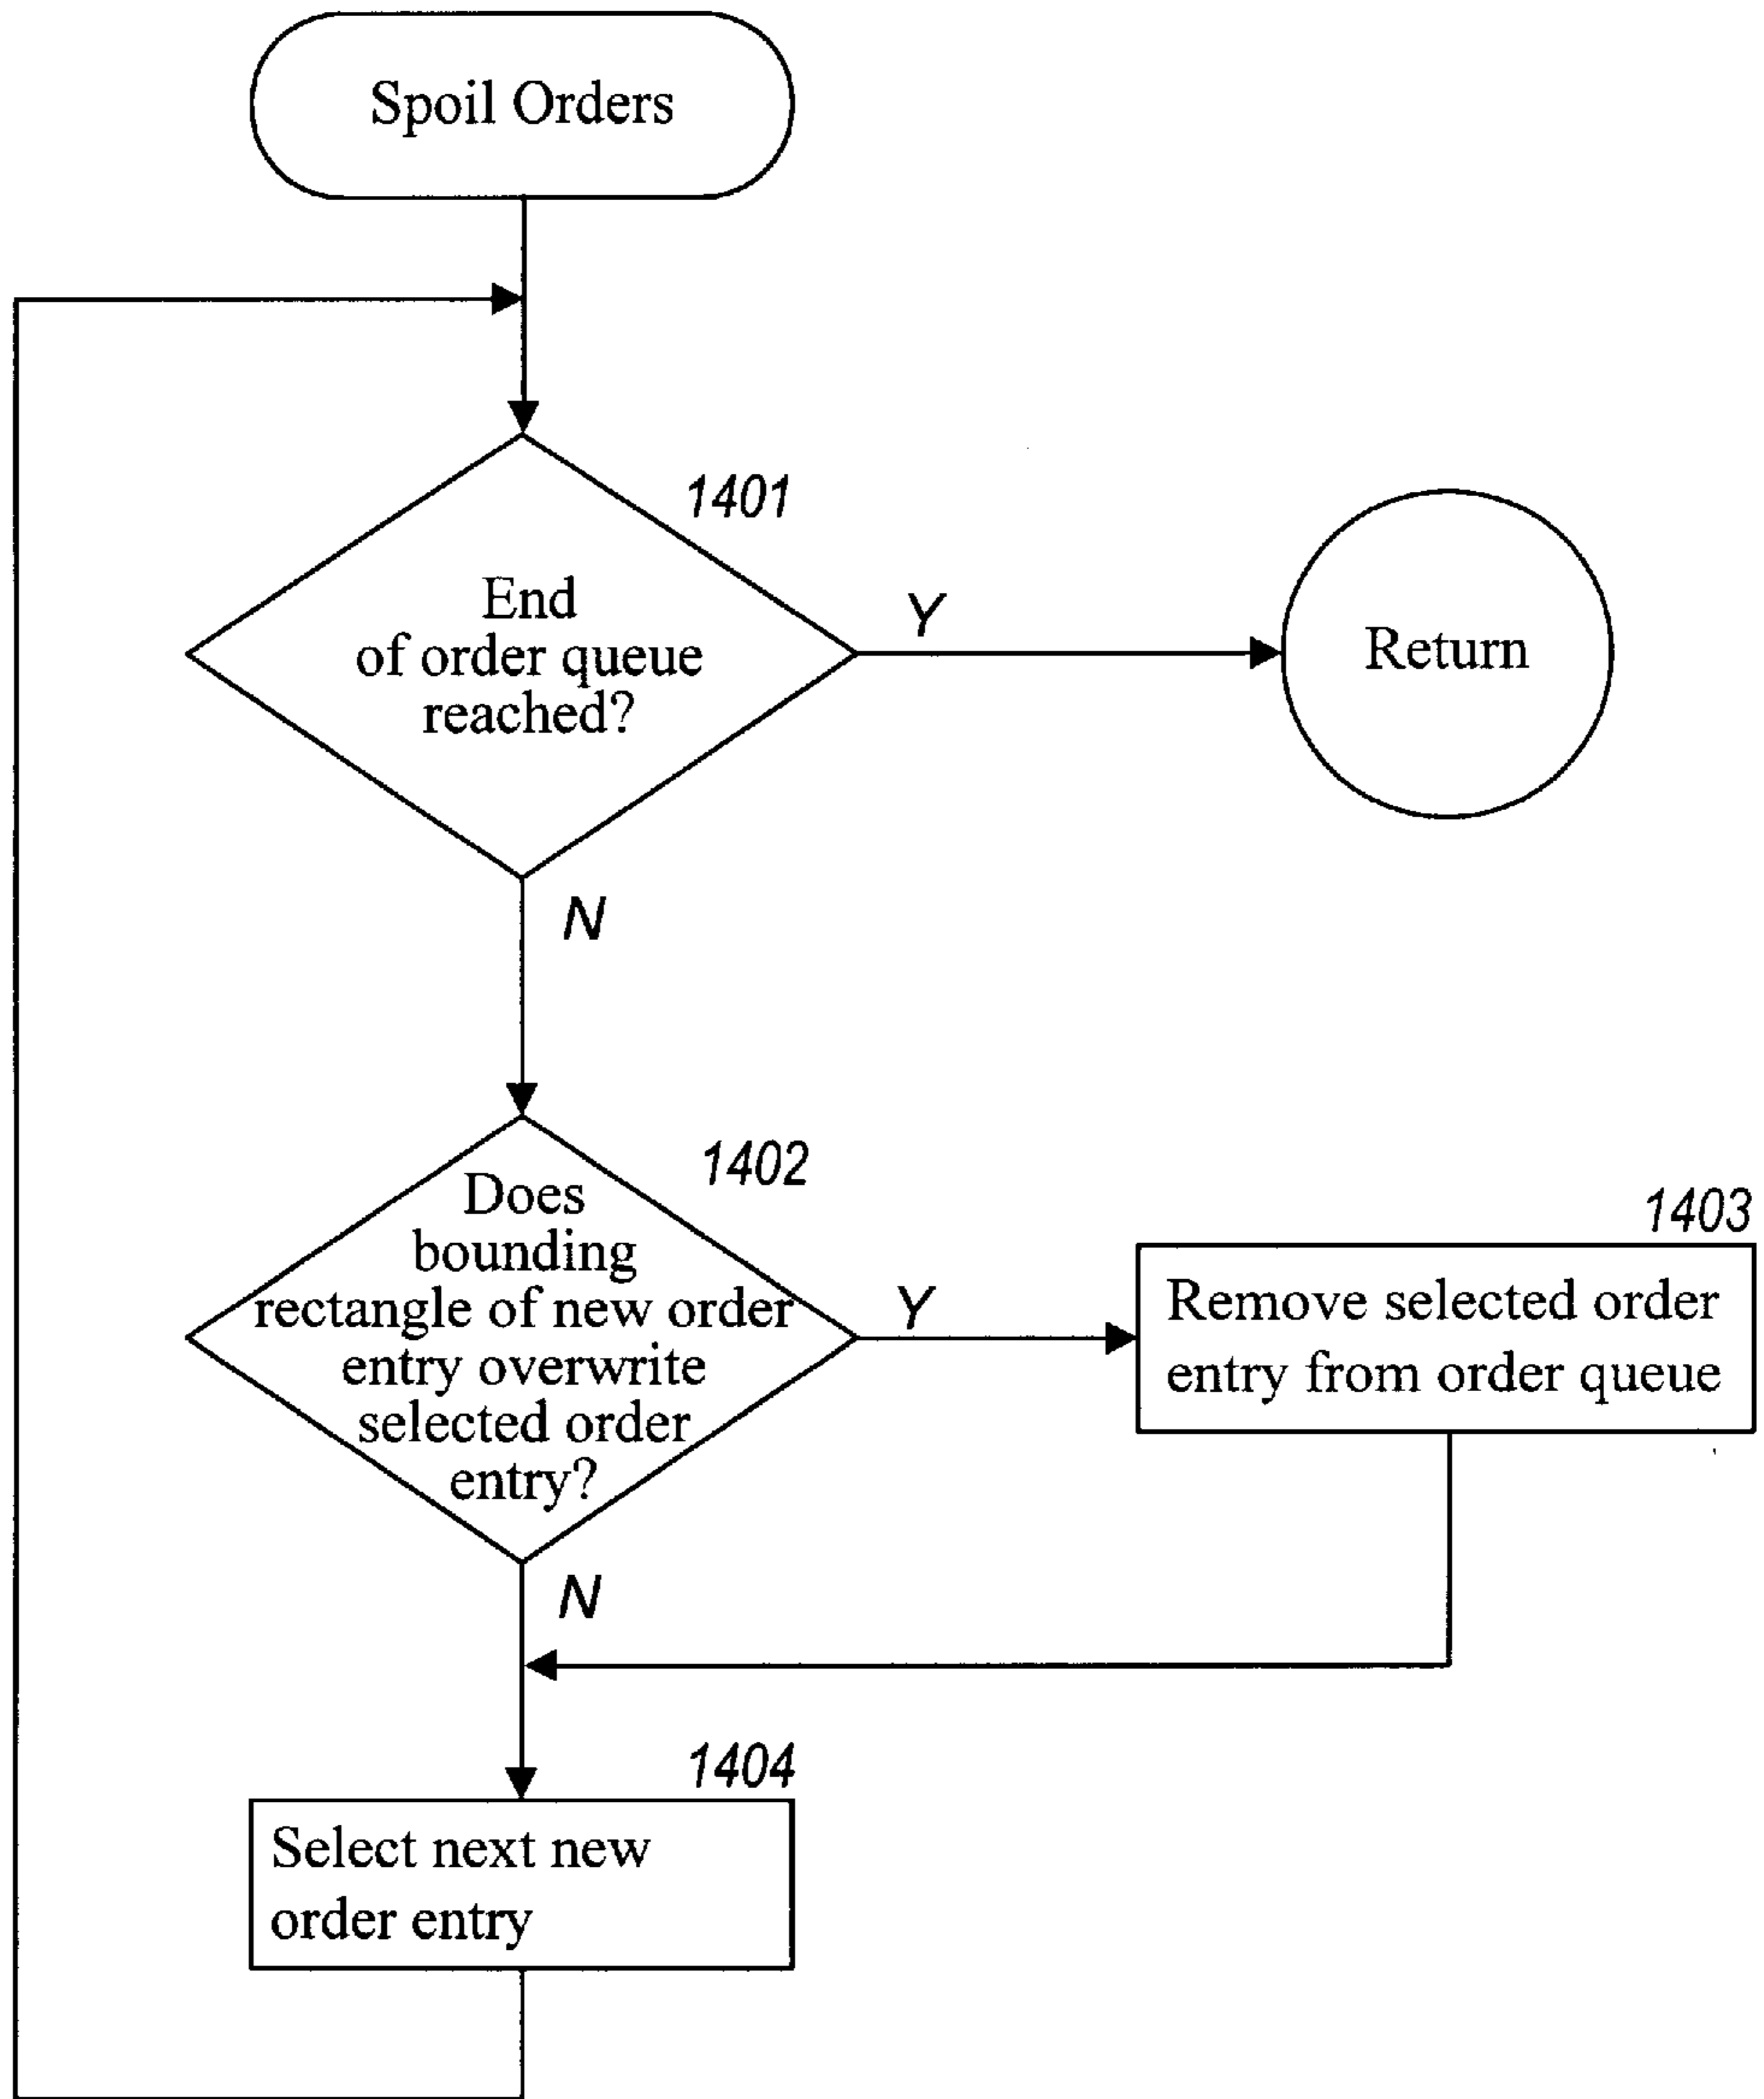 Spoil Orders
1401
End
of order queue
reached?
Y
Return
N
1402
Does
bounding
rectangle of new order
entry overwrite
selected order
entry?
Y
1403
Remove selected order
entry from order queue
N
1404
Select next new
order entry